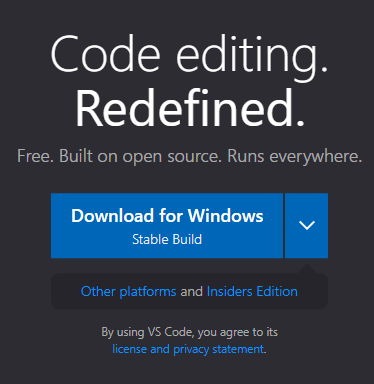 Code editing.
Redefined.
Free. Built on open source. Runs everywhere.
Download for Windows
Stable Build
Other platforms and Insiders Edition
By using VS Code, you agree to its
license and privacy statement.